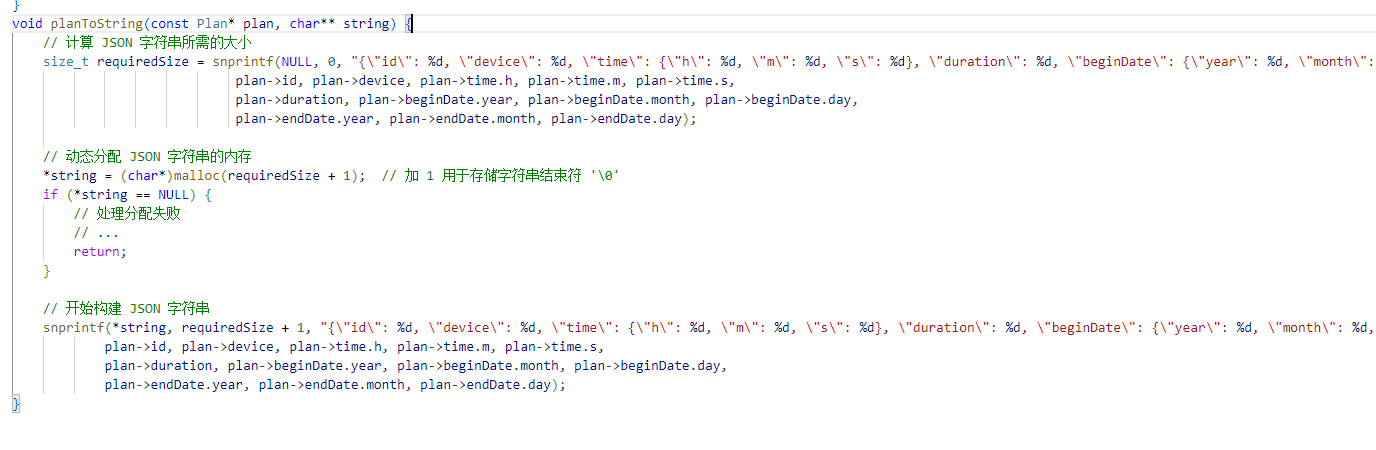 }
void planToString(const Plan* plan, char** string) {
// 计算 JSON 字符串所需的大小
size_t requiredSize = snprintf(NULL, 0, "{\"id\": %d, \"device\": %d, \"time\": {\"h\": %d, \"m\": %d, \"s\": %d}, \"duration\": %d, \"beginDate\": {\"year\": %d, \"month\":
plan->id, plan->device, plan->time.h, plan->time.m, plan->time.s,
plan->duration, plan->beginDate.year, plan->beginDate.month, plan->beginDate.day,
plan->endDate.year, plan->endDate.month, plan->endDate.day);
// 动态分配 JSON 字符串的内存
*string = (char*)malloc(requiredSize + 1);  // 加 1 用于存储字符串结束符 '\0'
if (*string == NULL) {
// 处理分配失败
// ...
return;
}
// 开始构建 JSON 字符串
snprintf(*string, requiredSize + 1, "{\"id\": %d, \"device\": %d, \"time\": {\"h\": %d, \"m\": %d, \"s\": %d}, \"duration\": %d, \"beginDate\": {\"year\": %d, \"month\": %d,
plan->id, plan->device, plan->time.h, plan->time.m, plan->time.s,
plan->duration, plan->beginDate.year, plan->beginDate.month, plan->beginDate.day,
plan->endDate.year, plan->endDate.month, plan->endDate.day);
}